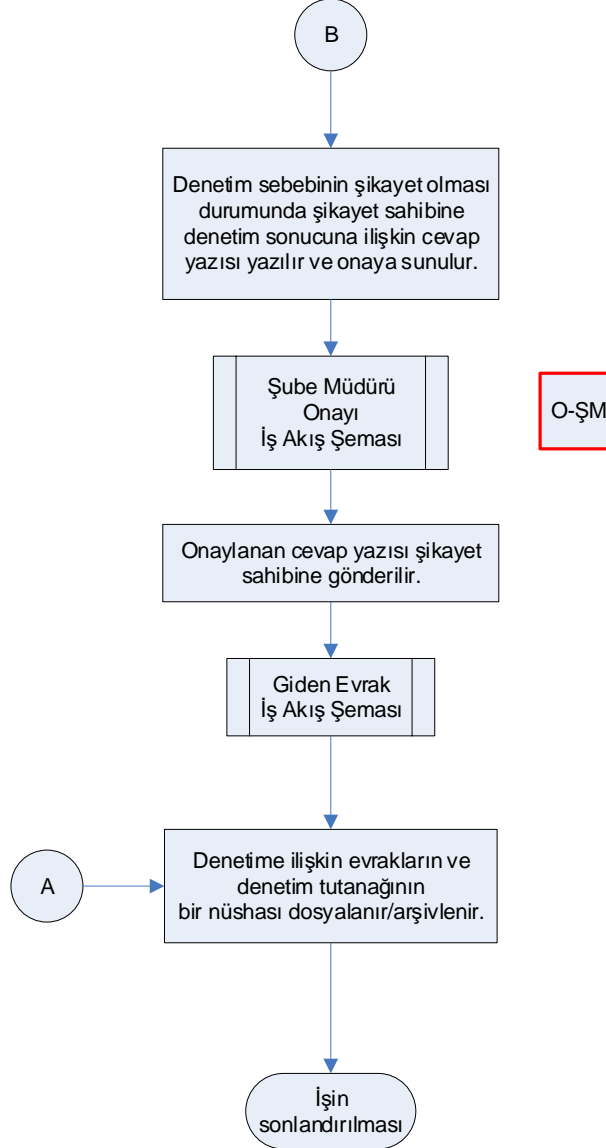 B
Denetim sebebinin şikayet olması
durumunda şikayet sahibine
denetim sonucuna ilişkin cevap
yazısı yazılır ve onaya sunulur.
Şube Müdürü
Onayı
İş Akış Şeması
O-ŞM
Onaylanan cevap yazısı şikayet
sahibine gönderilir.
Giden Evrak
İş Akış Şeması
A
Denetime ilişkin evrakların ve
denetim tutanağının
bir nüshası dosyalanır/arşivlenir.
İşin
sonlandırılması